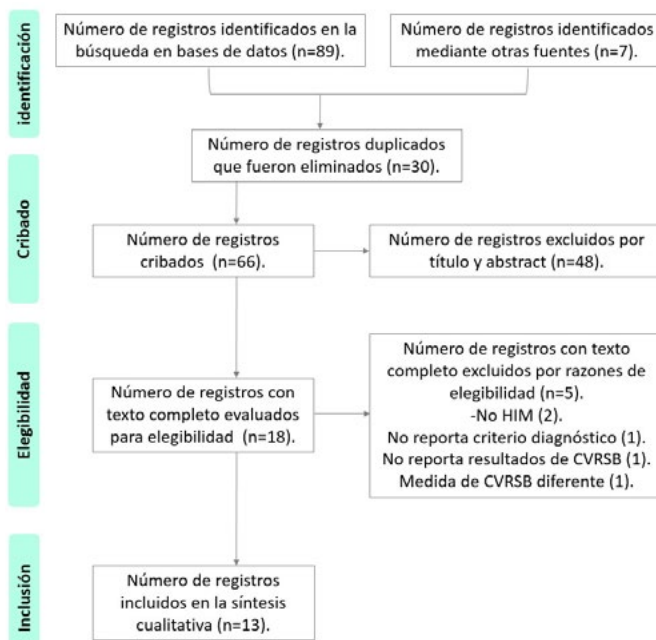 identificación
Número de registros identificados en la
búsqueda en bases de datos (n=89).
Número de registros identificados
mediante otras fuentes (n=7).
Número de registros duplicados
que fueron eliminados (n=30).
Cribado
Número de registros
cribados (n=66).
Número de registros excluidos por
título y abstract (n=48).
Elegibilidad
Número de registros con
texto completo evaluados
para elegibilidad (n=18).
Número de registros con texto
completo excluidos por razones de
elegibilidad (n=5).
-No HIM (2).
No reporta criterio diagnóstico (1).
No reporta resultados de CVRSB (1).
Medida de CVRSB diferente (1).
Inclusión
Número de registros
incluidos en la síntesis
cualitativa (n=13).